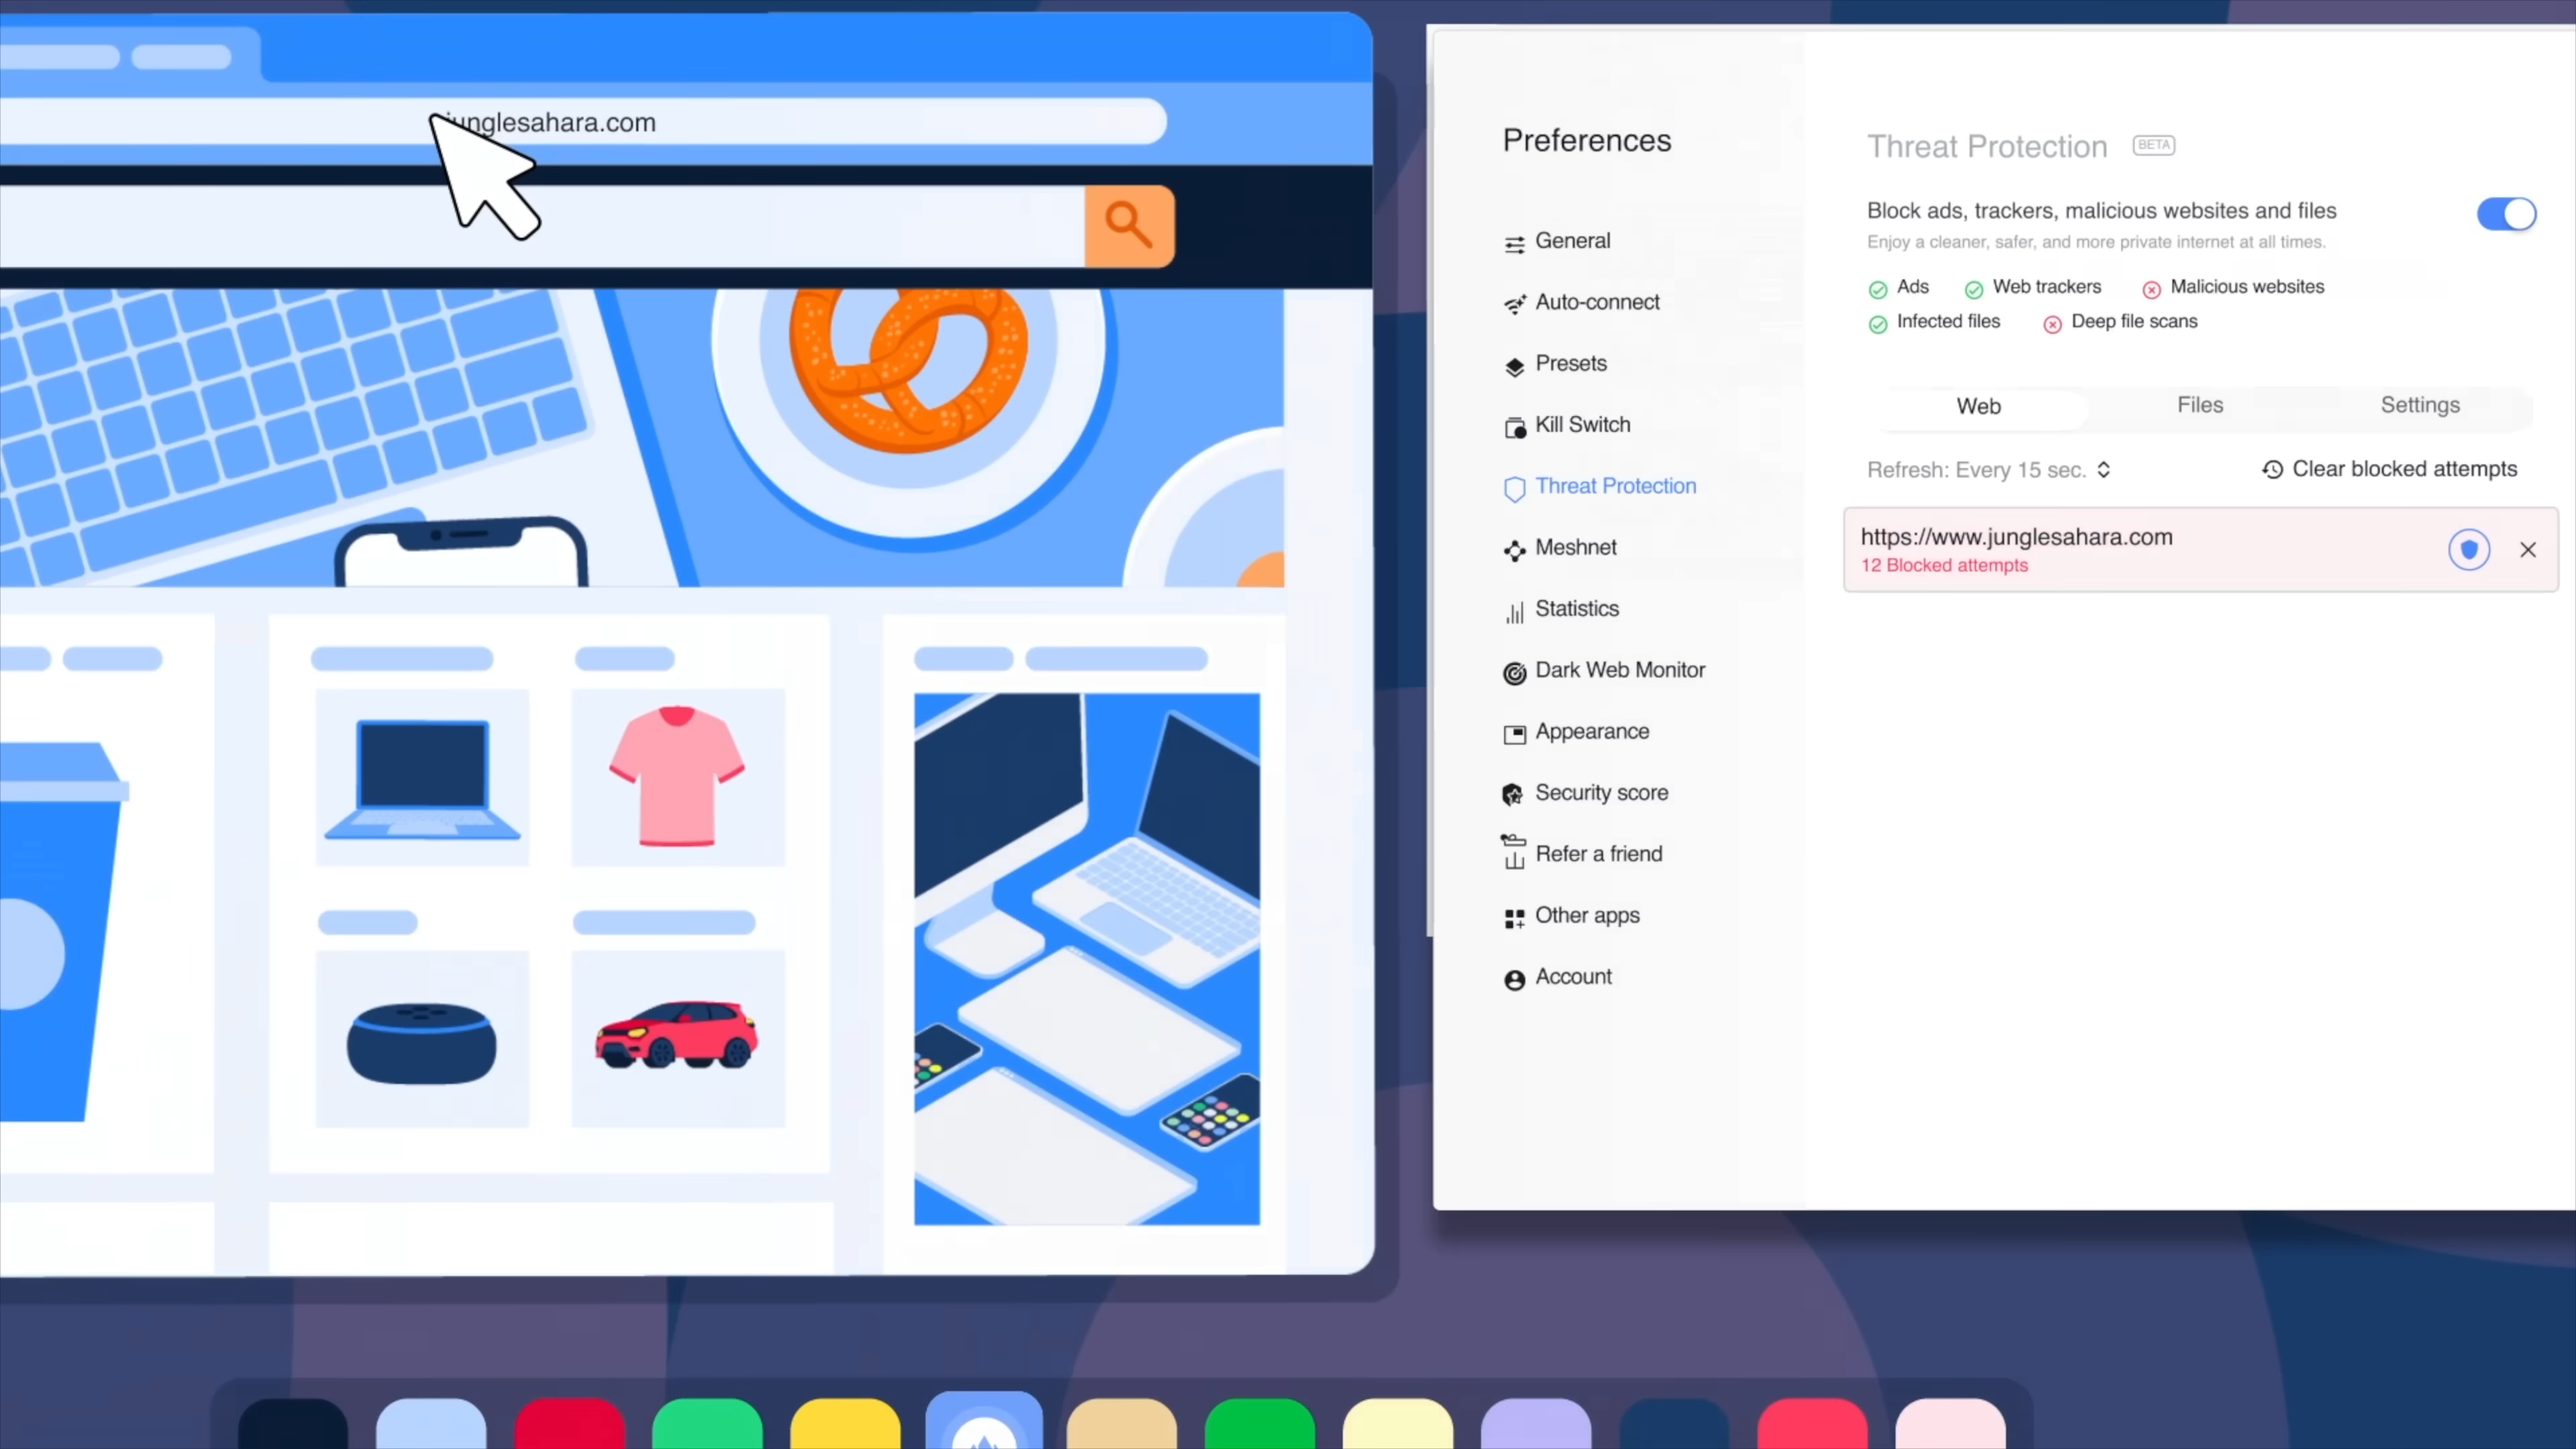 junglesahara.com
Preferences
General
Auto-connect
Presets
Kill Switch
Threat Protection
Meshnet
Statistics
Dark Web Monitor
Appearance
Security score
Refer a friend
Other apps
Account
Threat Protection BETA
Block ads, trackers, malicious websites and files
Enjoy a cleaner, safer, and more private internet at all times.
Ads Web trackers Malicious websites
Infected files Deep file scans
Web Files Settings
Refresh: Every 15 sec. Clear blocked attempts
https://www.junglesahara.com
12 Blocked attempts